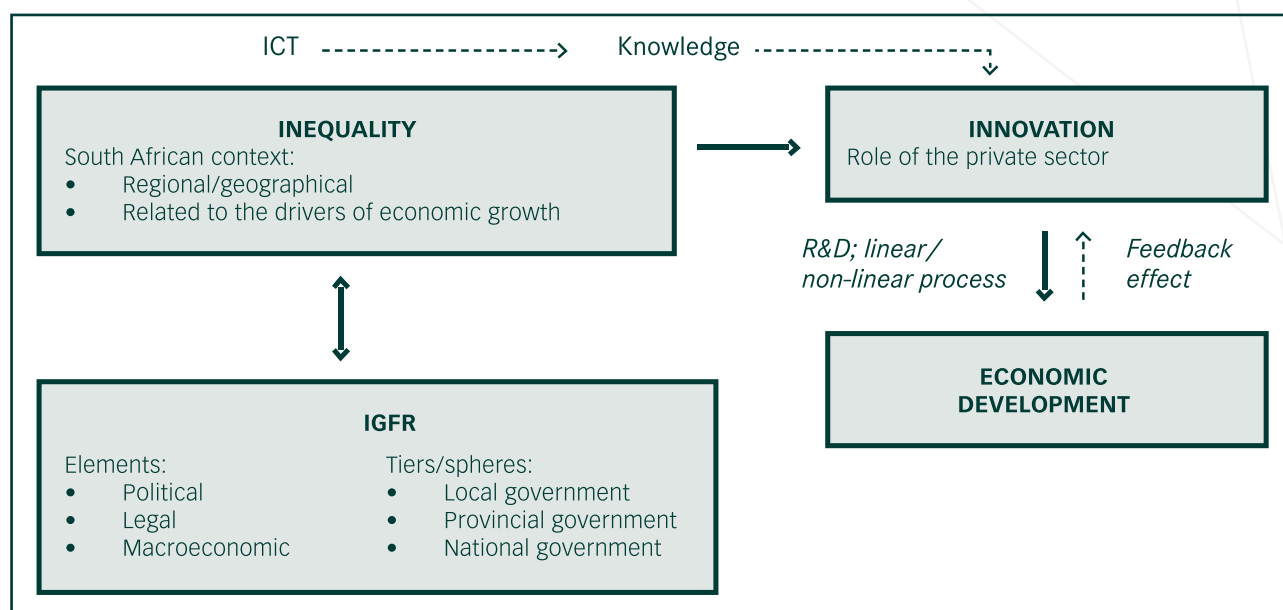 ICT
Knowledge
INEQUALITY
South African context:
• Regional/geographical
• Related to the drivers of economic growth
INNOVATION
Role of the private sector
R&D; linear/
non-linear process
Feedback
effect
ECONOMIC
DEVELOPMENT
IGFR
Elements:
• Political
• Legal
• Macroeconomic
Tiers/spheres:
• Local government
• Provincial government
• National government